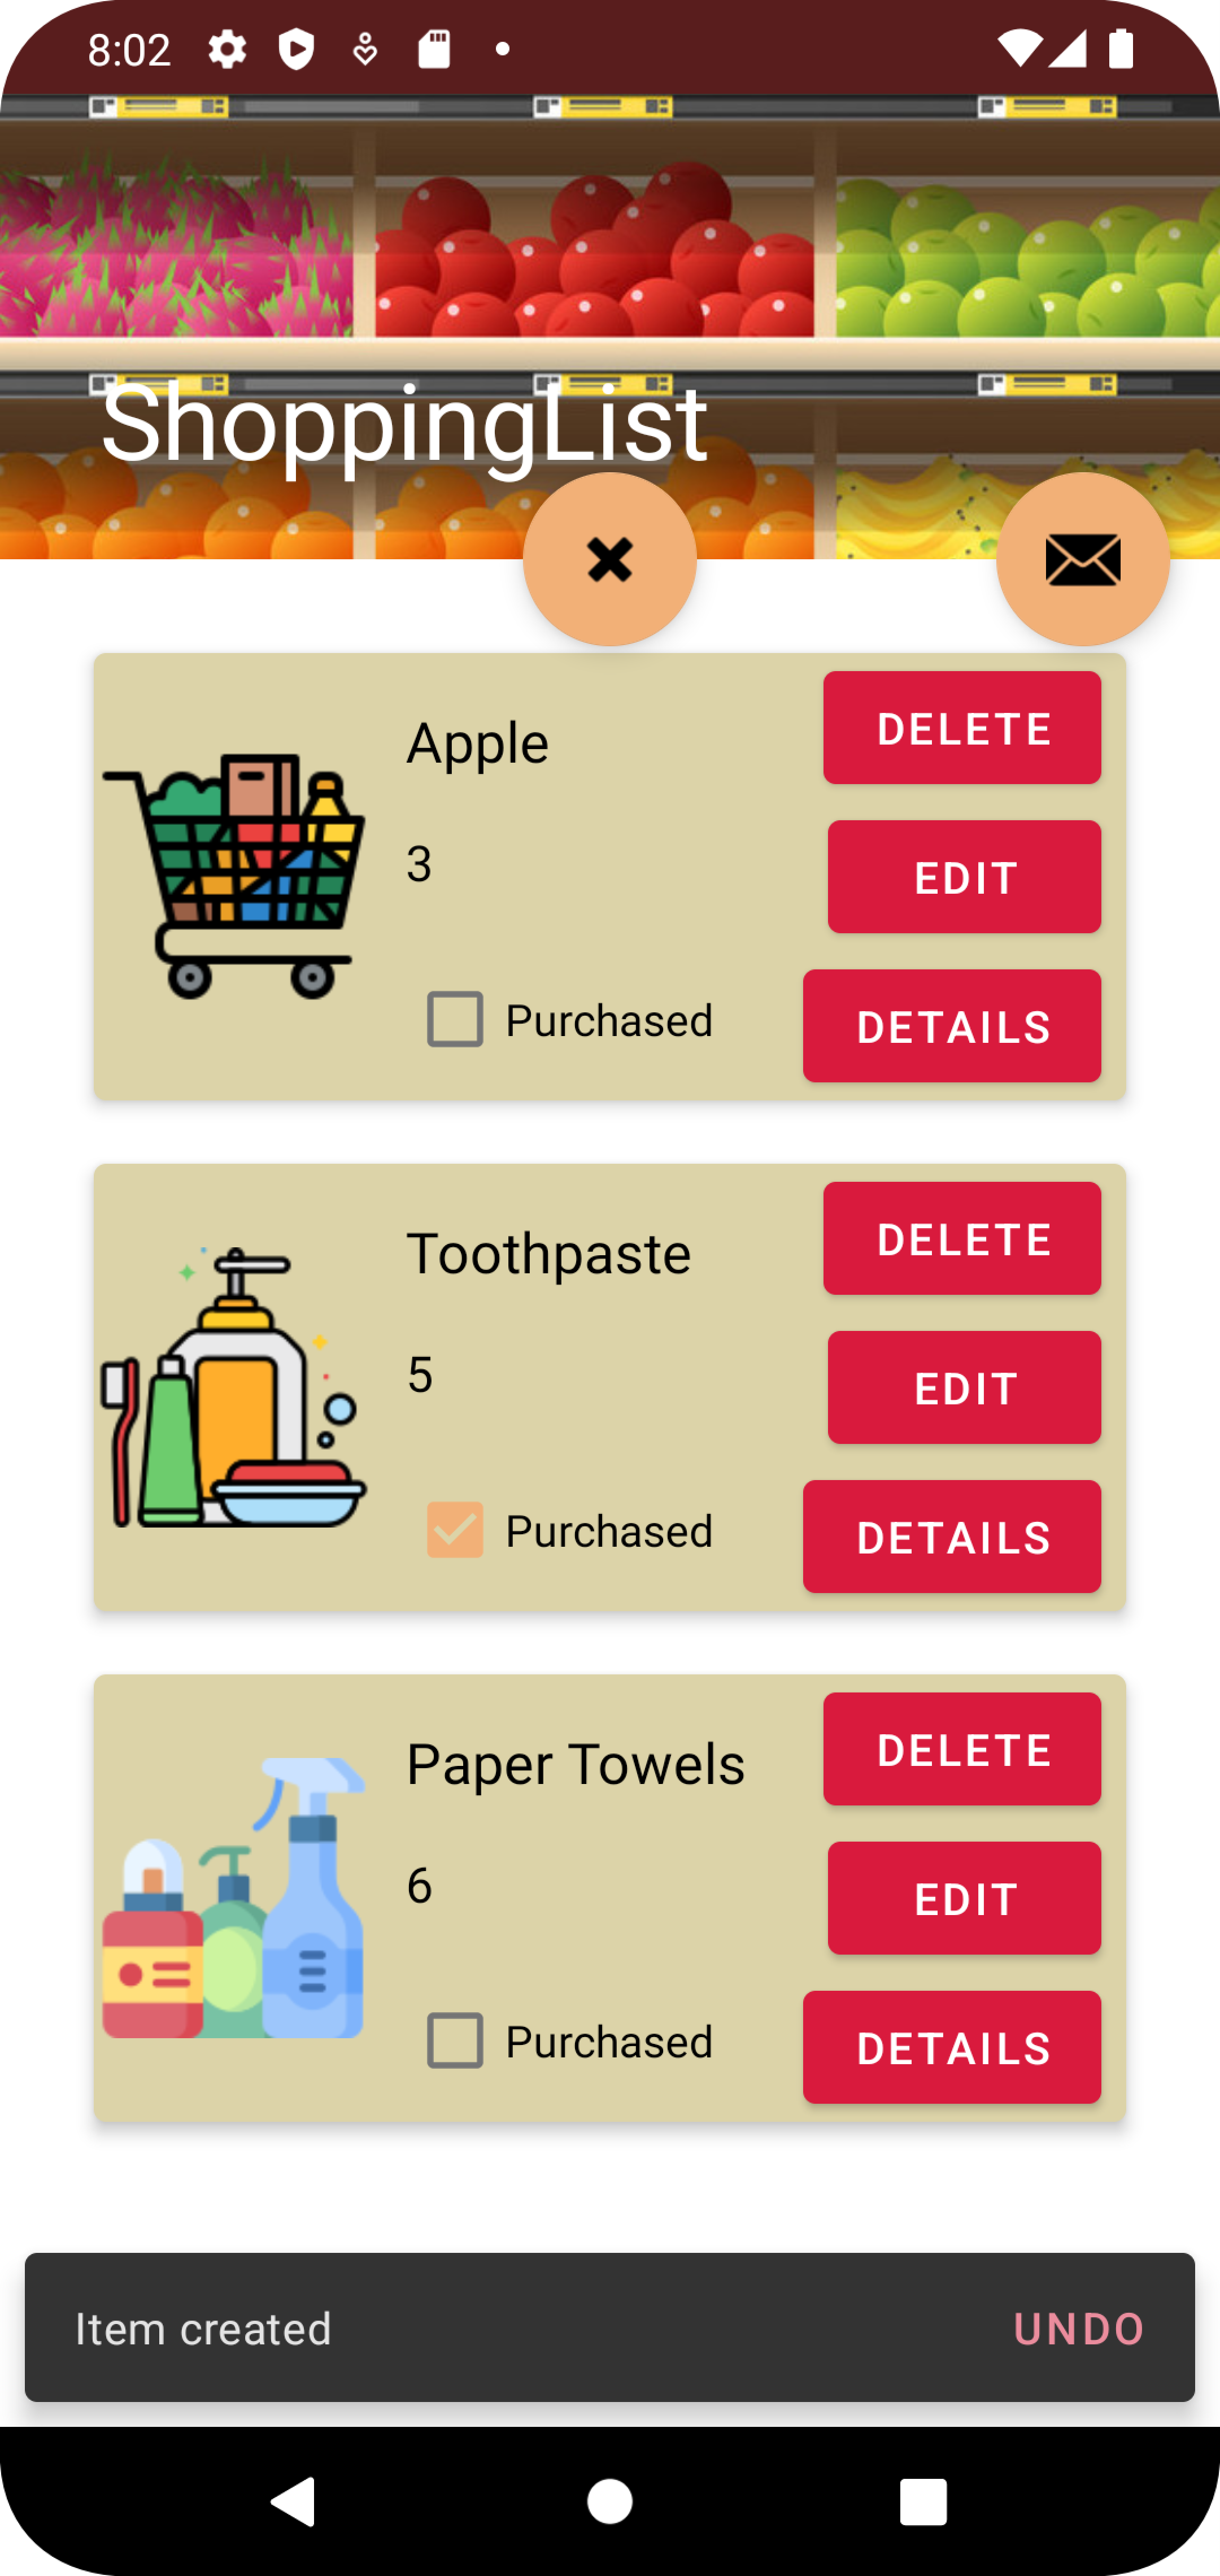 8:02
ShoppingList
Apple
DELETE
3
EDIT
Purchased
DETAILS
Toothpaste
DELETE
5
EDIT
Purchased
DETAILS
Paper Towels
DELETE
6
EDIT
Purchased
DETAILS
Item created
UNDO